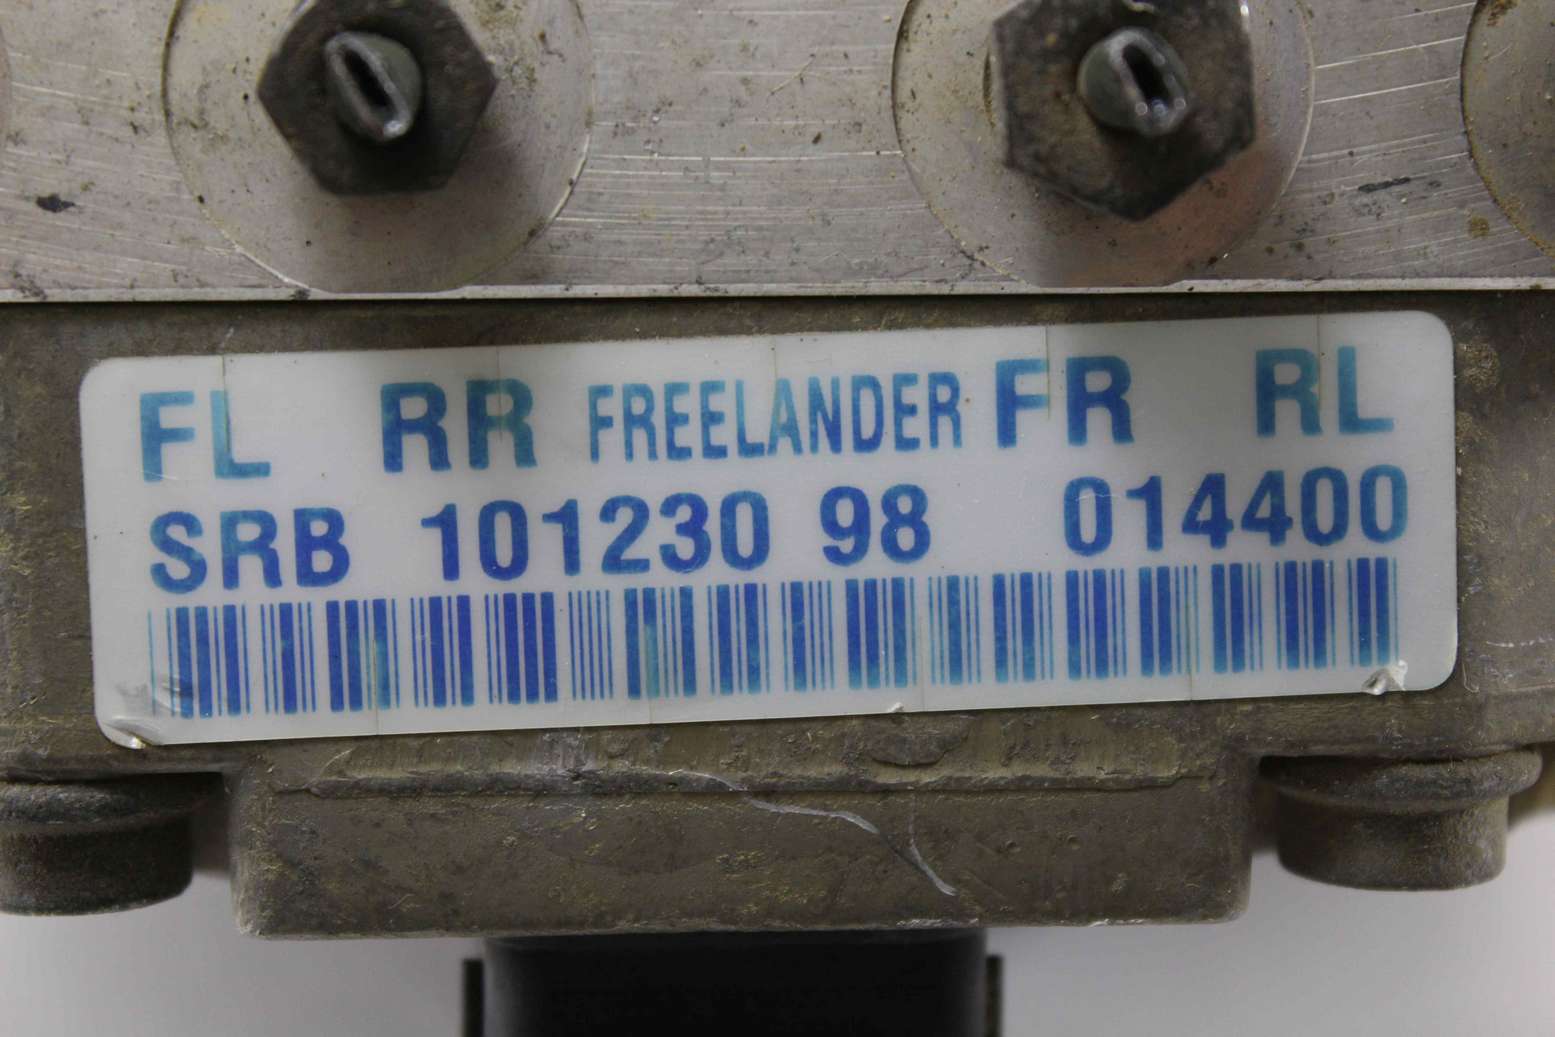 FL RR FREELANDER FR RL
SRB 101230 98 014400